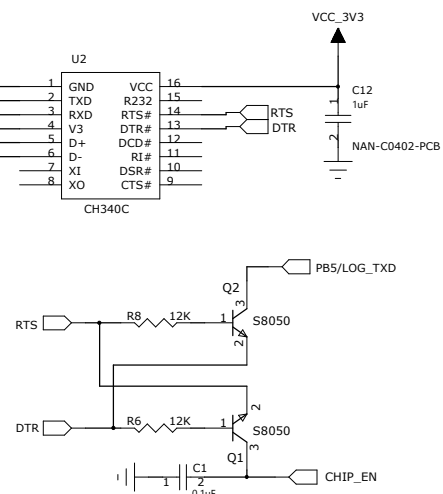 VCC_3V3
U2
1 GND VCC 16
2 TXD R232 15
3 RXD RTS# 14 RTS
4 V3 DTR# 13 DTR
5 D+ DCD# 12
6 D- RI# 11
7 XI DSR# 10
8 XO CTS# 9
CH340C
C12
1
1uF
2
NAN-C0402-PCB
PB5/LOG_TXD
Q2
3
RTS R8 12K 1 S8050
2
2
DTR R6 12K 1 S8050
3
Q1
C1
1 2 CHIP_EN
0.1uF